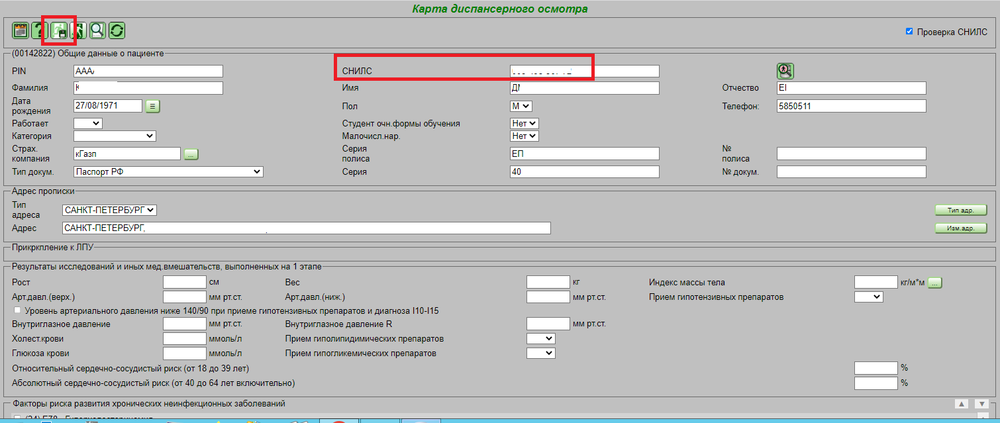 Карта диспансерного осмотра
Проверка СНИЛС
(00142822) Общие данные о пациенте
PIN ААА СНИЛС
Фамилия Имя Отчество
Дата рождения 27/08/1971 Пол М Телефон: 5850511
Работает Студент очн.формы обучения Нет
Категория Малочисл.нар. Нет
Страх. компания кГазп ... Серия полиса ЕП № полиса
Тип докум. Паспорт РФ Серия 40 № докум.
Адрес прописки
Тип адреса САНКТ-ПЕТЕРБУРГ Тип адр.
Адрес САНКТ-ПЕТЕРБУРГ, Изм.адр.
Прикркпление к ЛПУ
Результаты исследований и иных мед.вмешательств, выполненных на 1 этапе
Рост см Вес кг Индекс массы тела кг/м*м ...
Арт.давл.(верх.) мм рт.ст. Арт.давл.(ниж.) мм рт.ст. Прием гипотензивных препаратов
Уровень артериального давления ниже 140/90 при приеме гипотензивных препаратов и диагноза I10-I15
Внутриглазное давление мм рт.ст. Внутриглазное давление R мм рт.ст.
Холест.крови ммоль/л Прием гиполипидимических препаратов
Глюкоза крови ммоль/л Прием гипогликемических препаратов
Относительный сердечно-сосудистый риск (от 18 до 39 лет) %
Абсолютный сердечно-сосудистый риск (от 40 до 64 лет включительно) %
Факторы риска развития хронических неинфекционных заболеваний